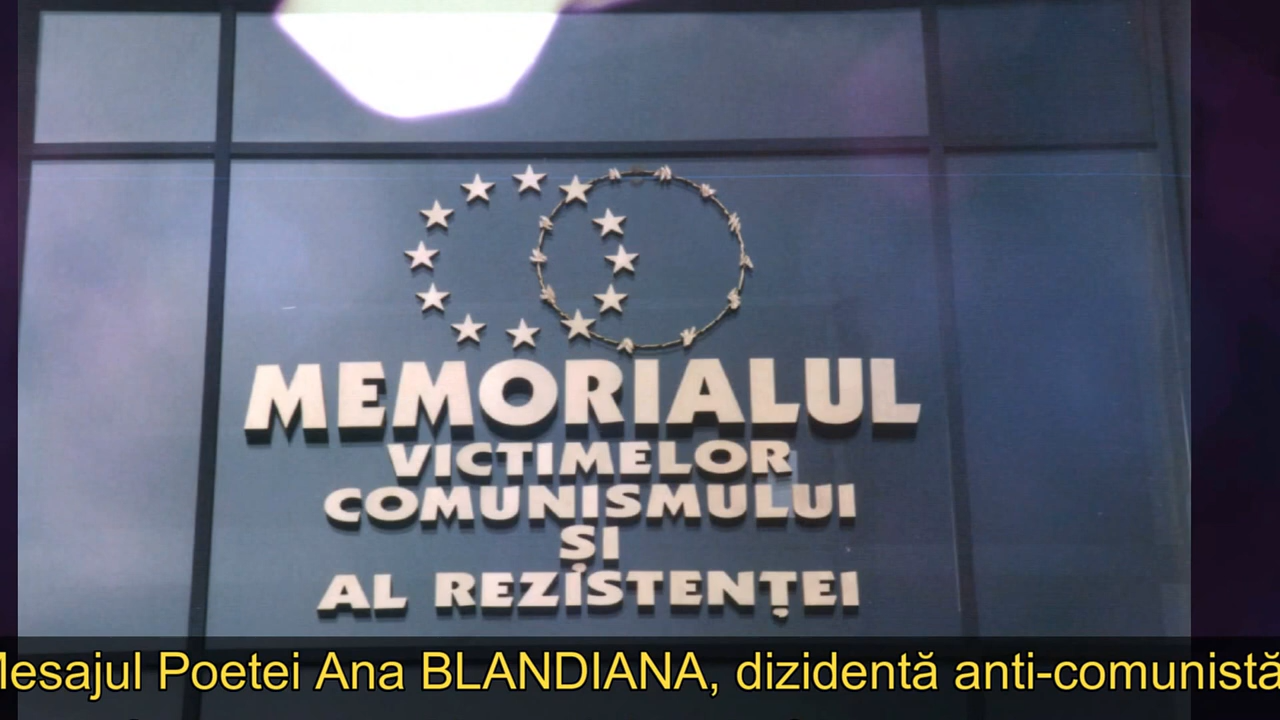 MEMORIALUL
VICTIMELOR
COMUNISMULUI
ȘI
AL REZISTENȚEI
Mesajul Poetei Ana BLANDIANA, dizidentă anti-comunistă